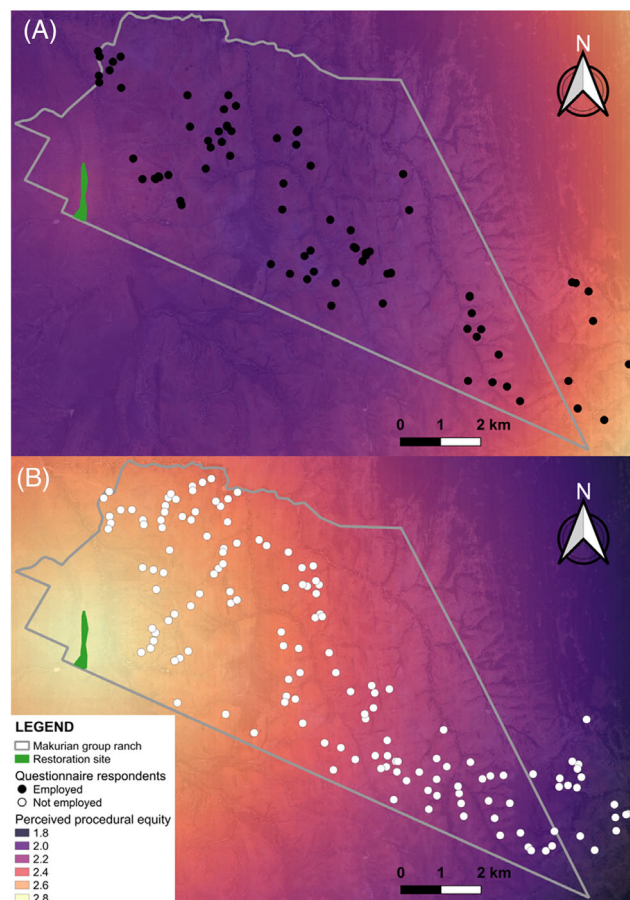 (A)
N
0 1 2 km
(B)
N
LEGEND
Makurian group ranch
Restoration site
Questionnaire respondents
Employed
Not employed
Perceived procedural equity
1.8
2.0
2.2
2.4
2.6
2.8
0 1 2 km